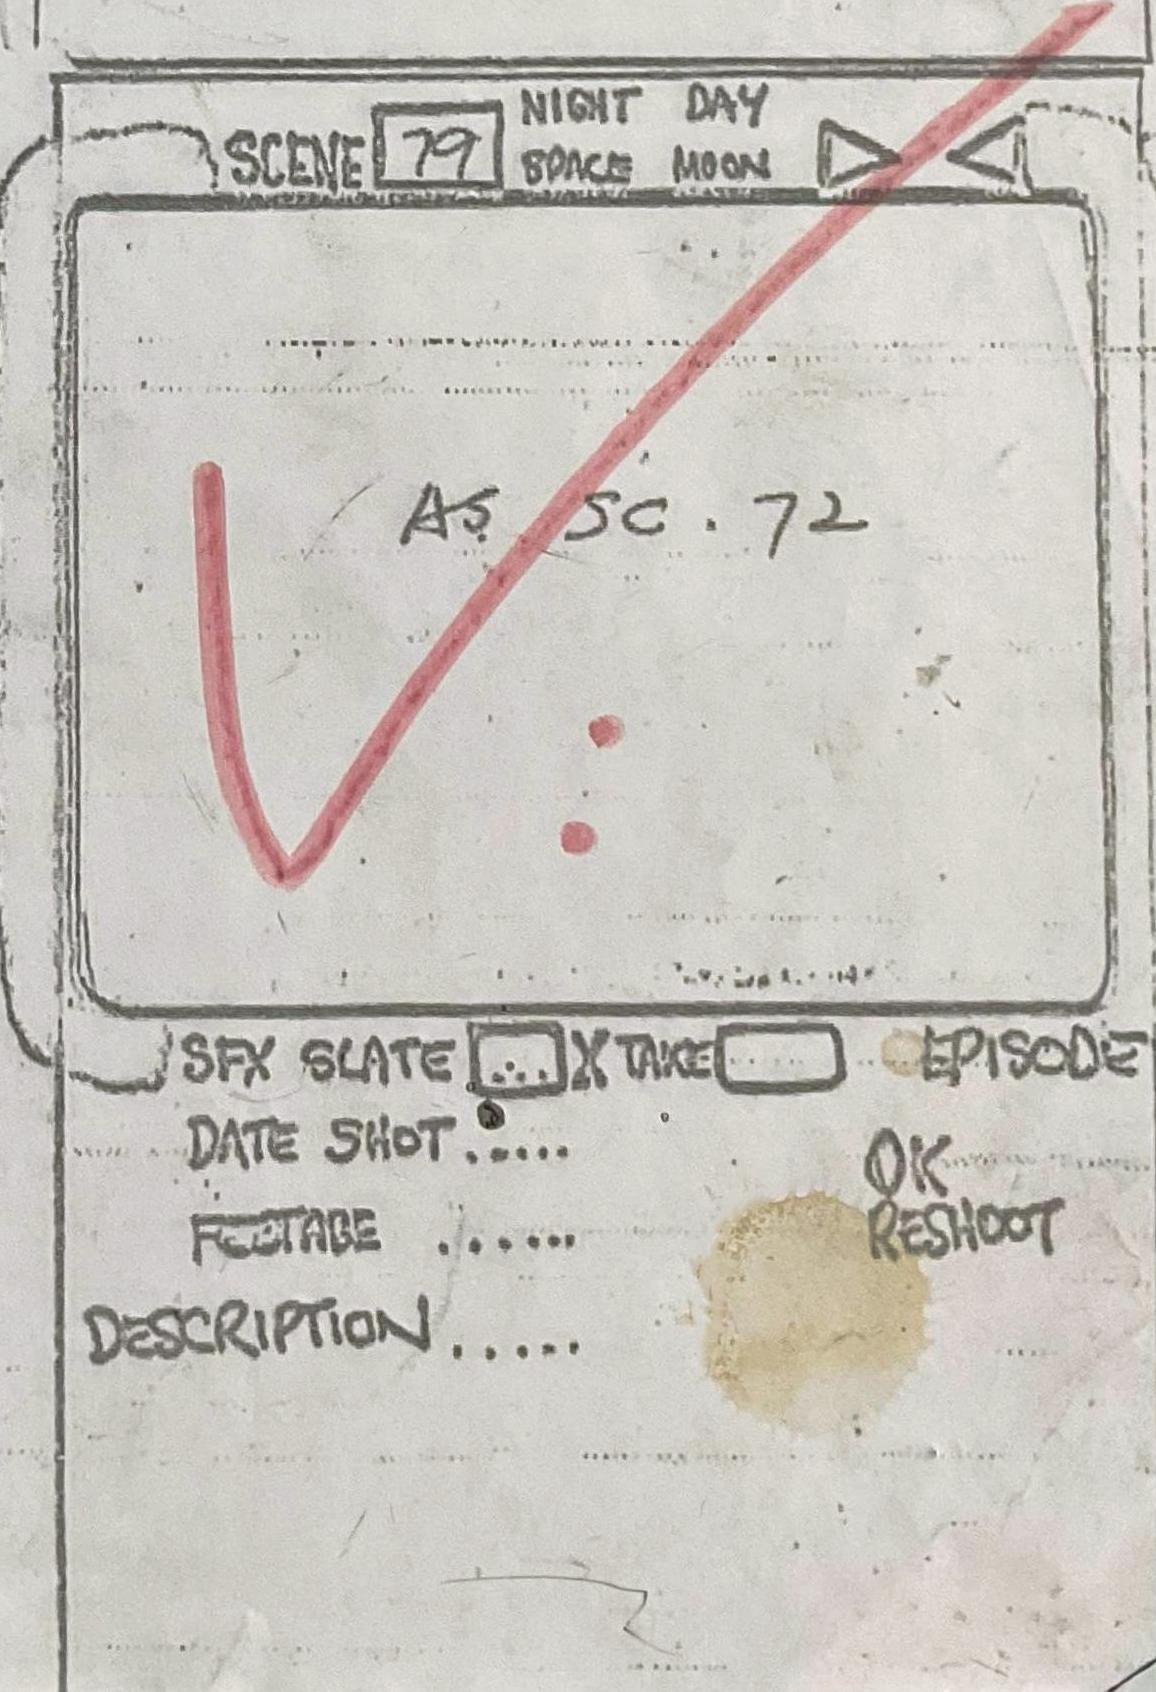 NIGHT DAY
SCENE 79 SPACE MOON
AS SC. 72
SFX SLATE X TAKE EPISODE
DATE SHOT .....
OK
FOOTAGE ......
RESHOOT
DESCRIPTION .....